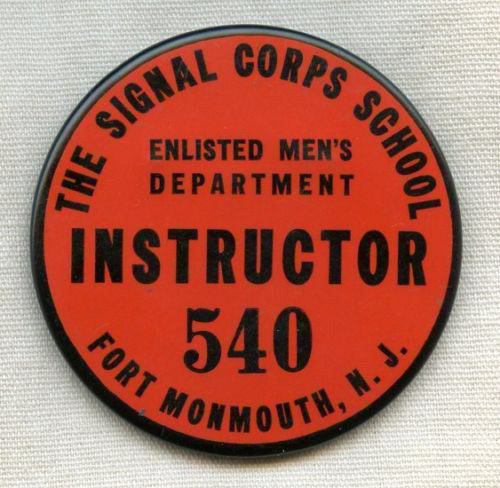 THE SIGNAL CORPS SCHOOL
ENLISTED MEN'S
DEPARTMENT
INSTRUCTOR
540
FORT MONMOUTH, N. J.